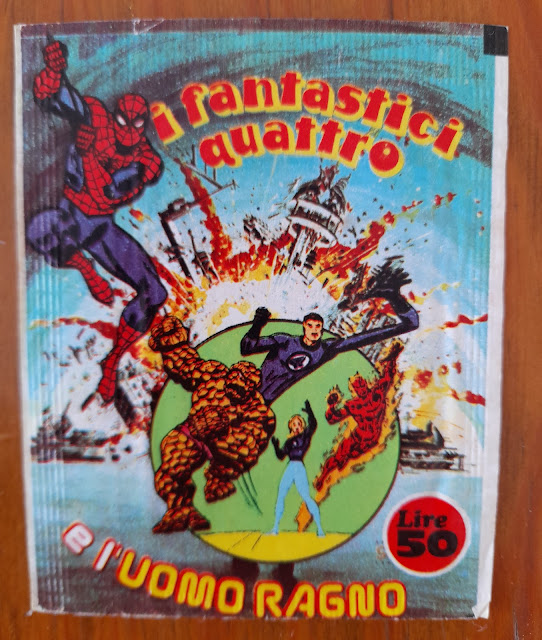 i fantastici
quattro
Lire
50
e l'UOMO RAGNO